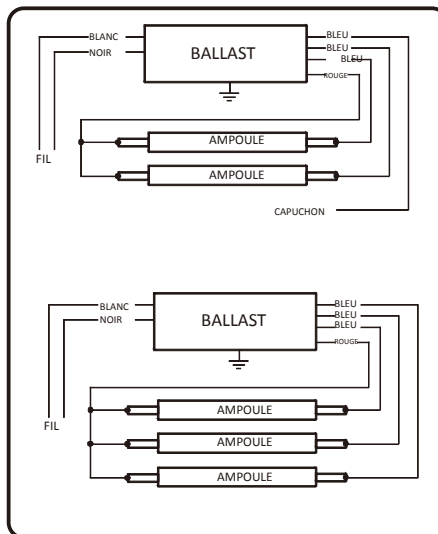 BLANC
NOIR
BALLAST
BLEU
BLEU
BLEU
ROUGE
AMPOULE
AMPOULE
FIL
CAPUCHON
BLANC
NOIR
BALLAST
BLEU
BLEU
BLEU
ROUGE
AMPOULE
AMPOULE
AMPOULE
FIL